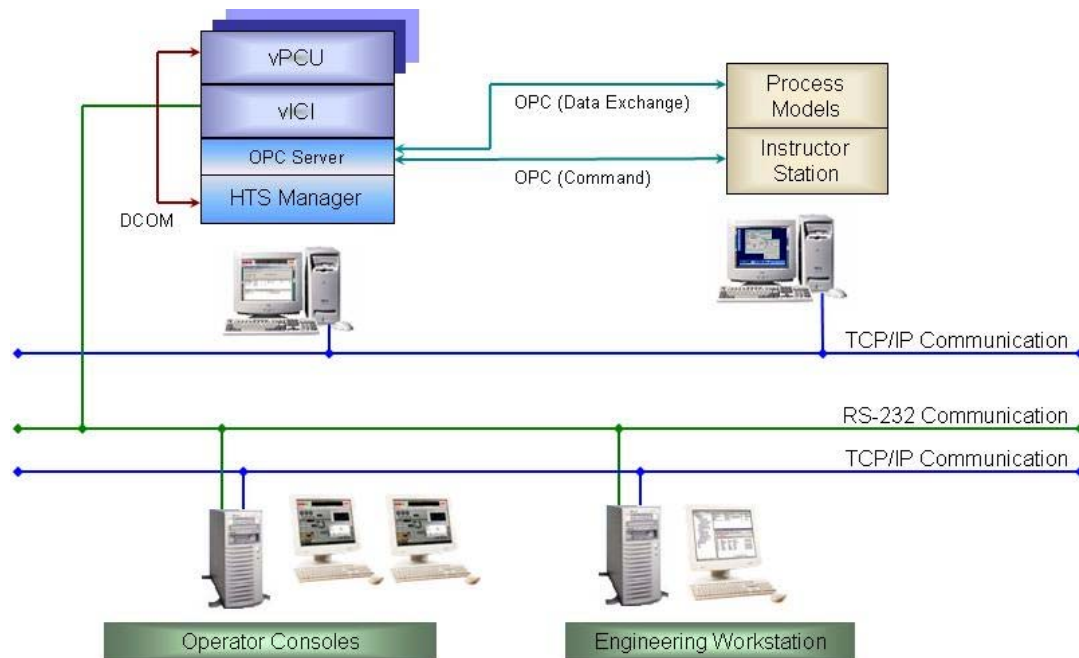 vPCU
vICI
OPC Server
HTS Manager
DCOM
OPC (Data Exchange)
OPC (Command)
Process
Models
Instructor
Station
TCP/IP Communication
RS-232 Communication
TCP/IP Communication
Operator Consoles
Engineering Workstation